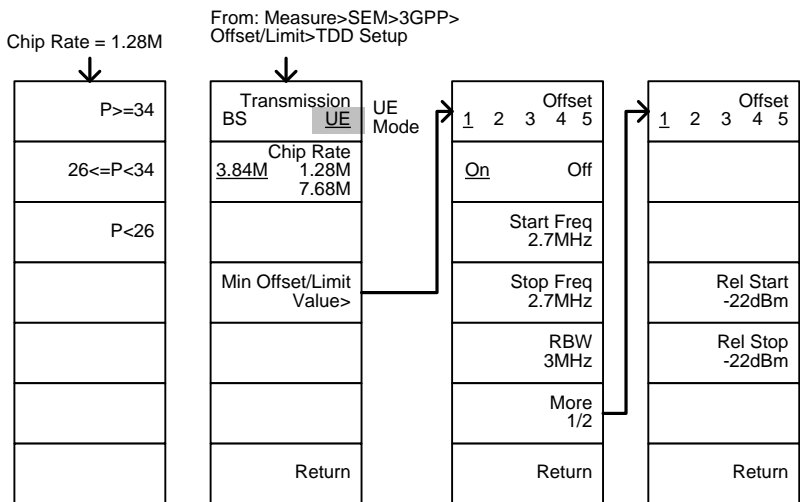 Chip Rate = 1.28M
From: Measure>SEM>3GPP>
Offset/Limit>TDD Setup
P>=34
26<=P<34
P<26
Transmission
BS UE
UE
Mode
Chip Rate
3.84M 1.28M
7.68M
Min Offset/Limit
Value>
Return
Offset
1 2 3 4 5
On Off
Start Freq
2.7MHz
Stop Freq
2.7MHz
RBW
3MHz
More
1/2
Return
Offset
1 2 3 4 5
Rel Start
-22dBm
Rel Stop
-22dBm
Return